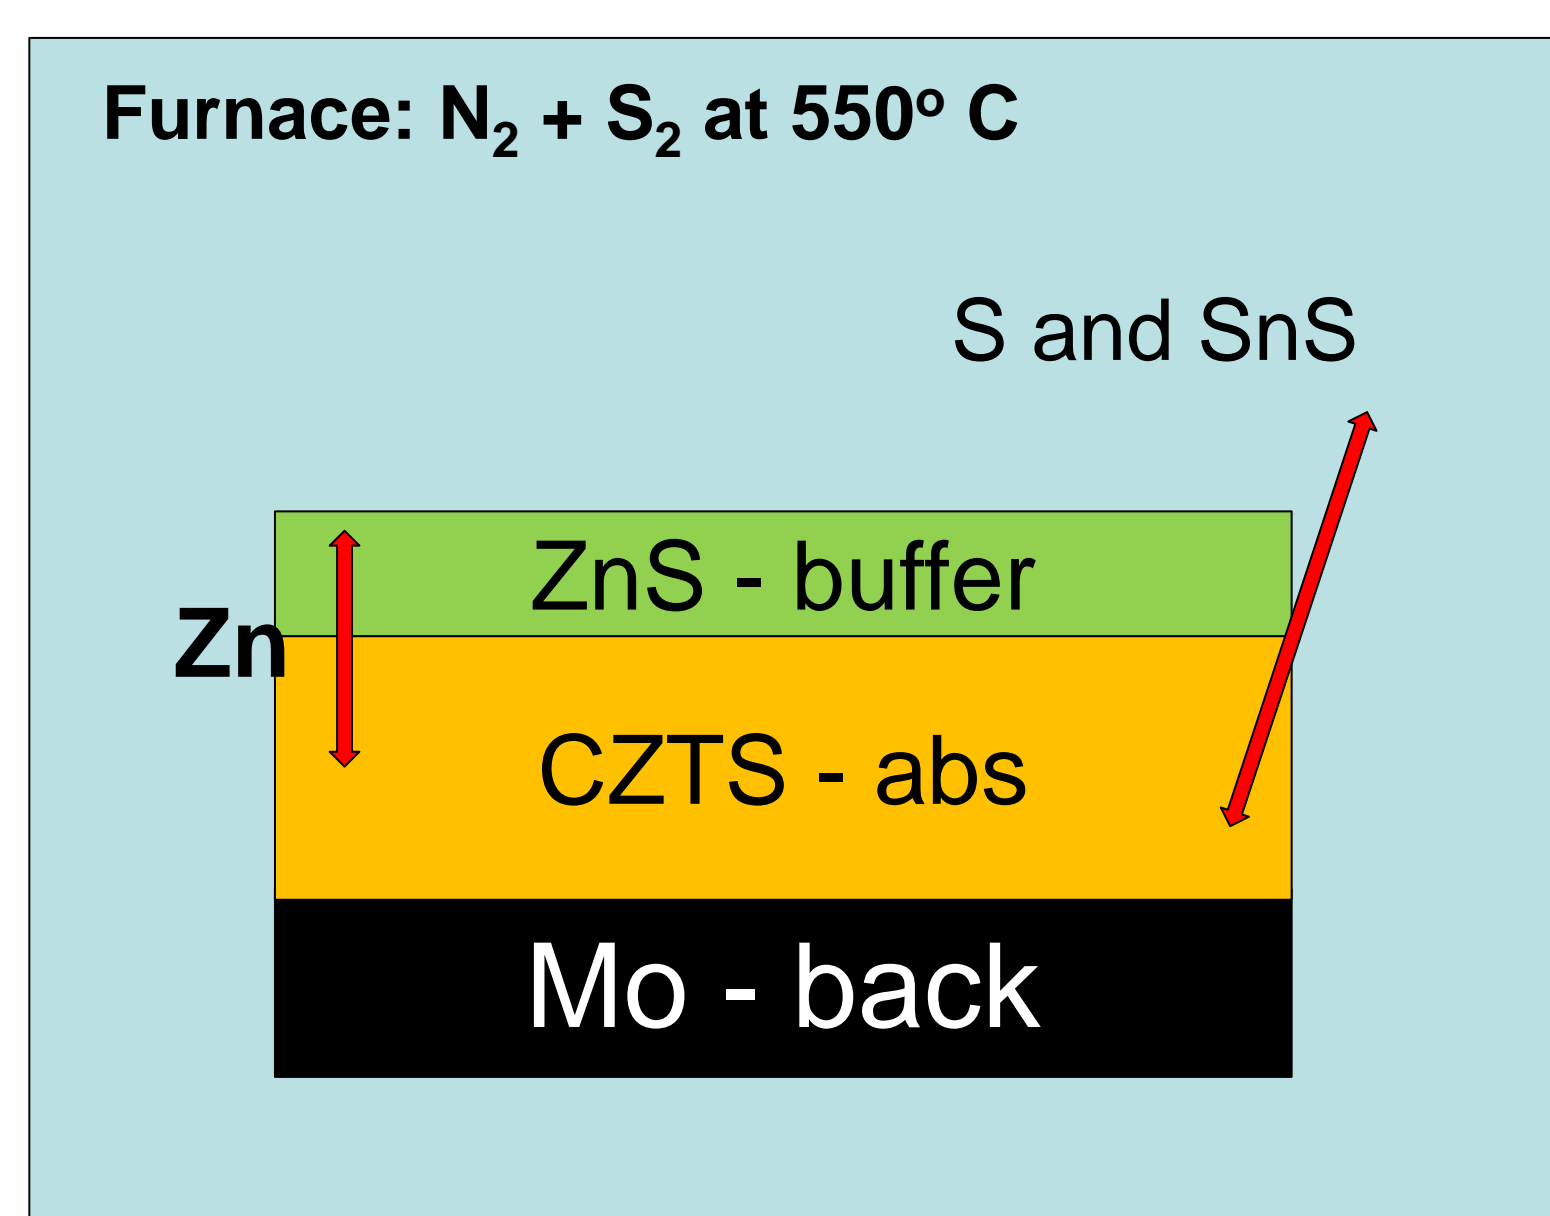 Furnace: N₂ + S₂ at 550º C
S and SnS
ZnS - buffer
Zn
CZTS - abs
Mo - back